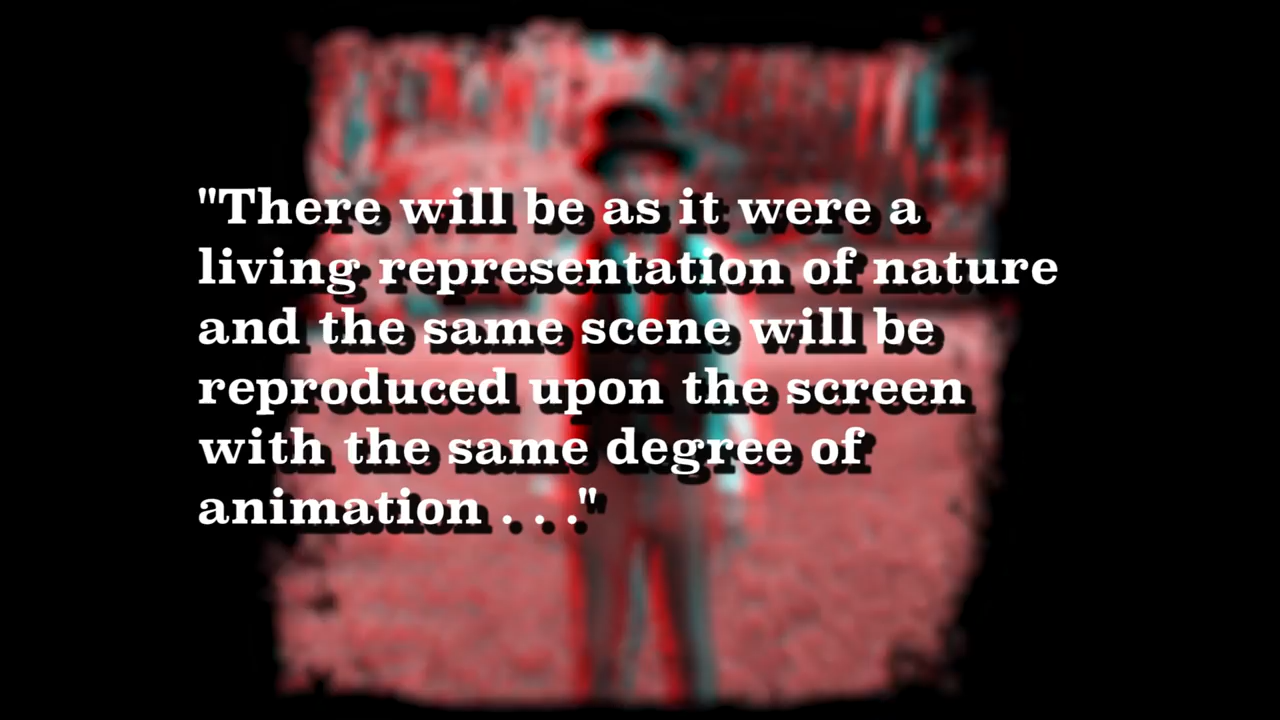 "There will be as it were a
living representation of nature
and the same scene will be
reproduced upon the screen
with the same degree of
animation . . ."